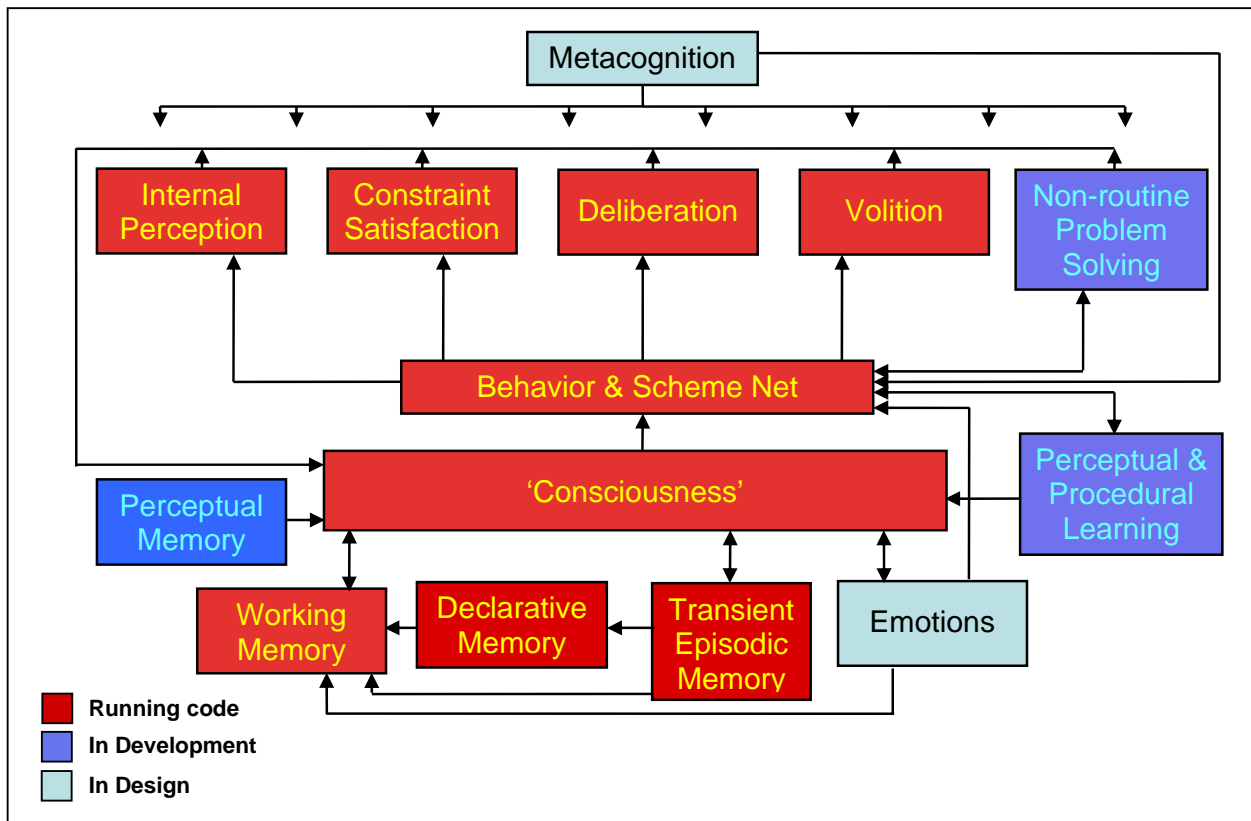 Metacognition
Internal
Perception
Constraint
Satisfaction
Deliberation
Volition
Non-routine
Problem
Solving
Behavior & Scheme Net
‘Consciousness’
Perceptual
Memory
Perceptual &
Procedural
Learning
Working
Memory
Declarative
Memory
Transient
Episodic
Memory
Emotions
Running code
In Development
In Design